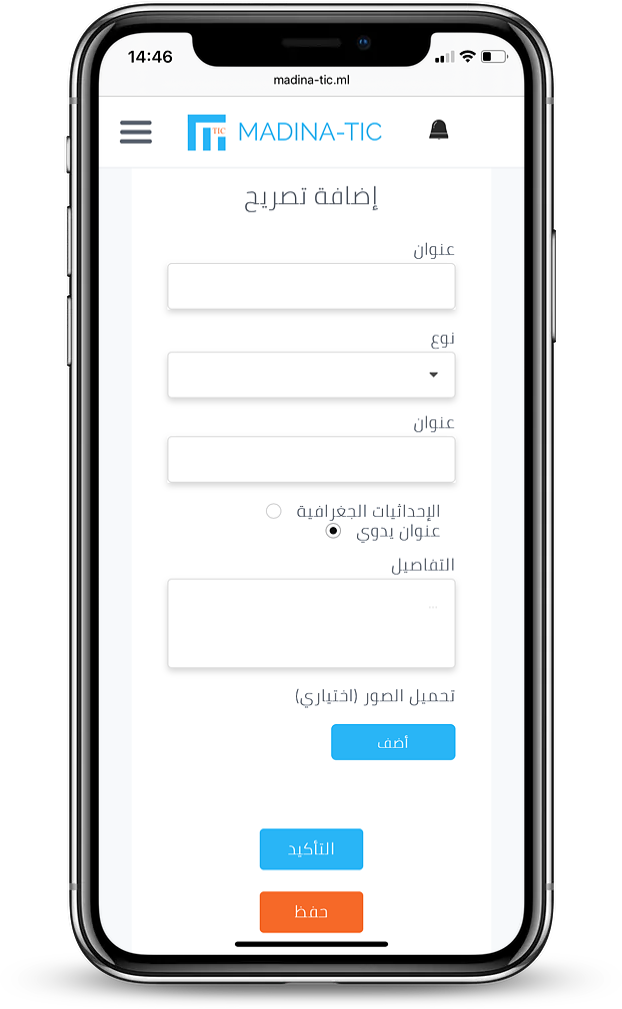 14:46
madina-tic.ml
TIC MADINA-TIC
إضافة تصريح
عنوان
نوع
عنوان
الإحداثيات الجغرافية
عنوان يدوي
التفاصيل
...
تحميل الصور (اختياري)
أضف
التأكيد
حفظ